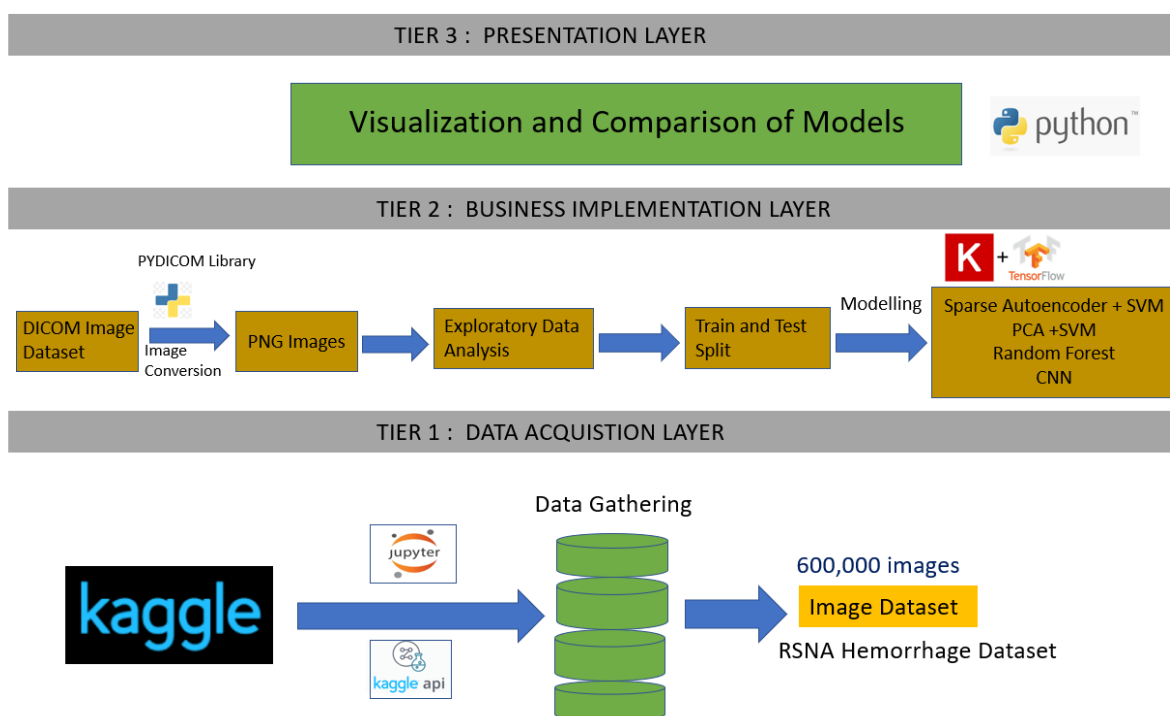 TIER 3 : PRESENTATION LAYER
Visualization and Comparison of Models
python™
TIER 2 : BUSINESS IMPLEMENTATION LAYER
PYDICOM Library
K + TensorFlow
DICOM Image
Dataset
Image
Conversion
PNG Images
Exploratory Data
Analysis
Train and Test
Split
Modelling
Sparse Autoencoder + SVM
PCA +SVM
Random Forest
CNN
TIER 1 : DATA ACQUISTION LAYER
kaggle
jupyter
kaggle api
Data Gathering
600,000 images
Image Dataset
RSNA Hemorrhage Dataset